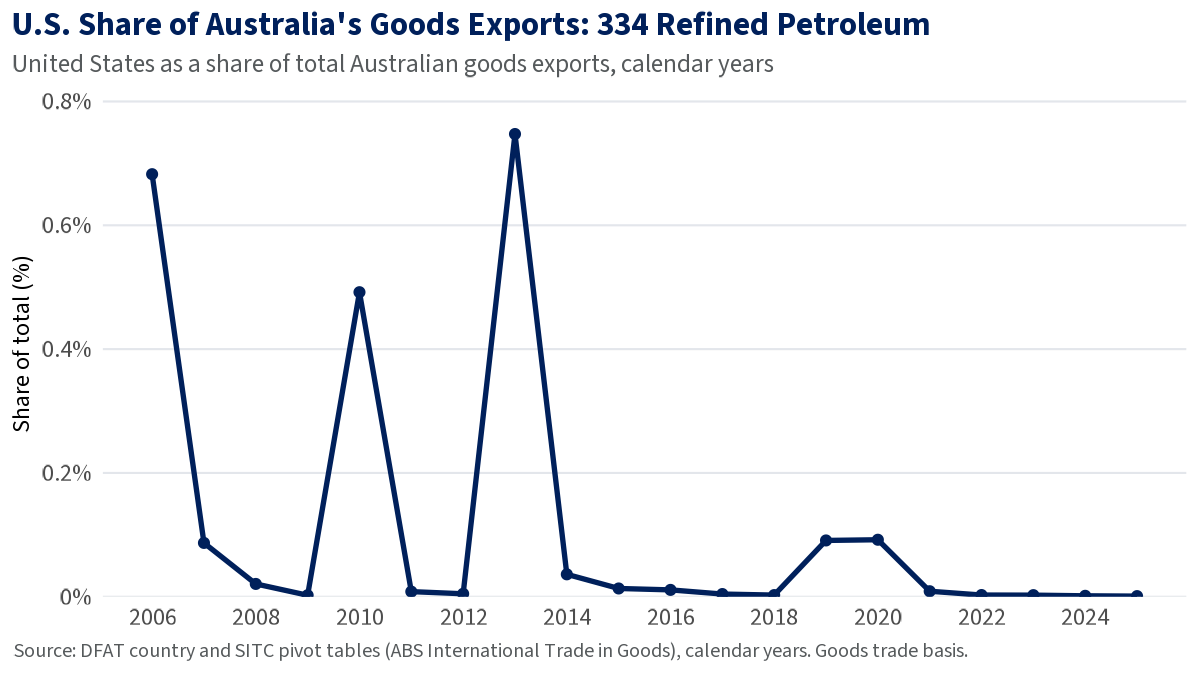 U.S. Share of Australia's Goods Exports: 334 Refined Petroleum
United States as a share of total Australian goods exports, calendar years
0.8%
0.6%
0.4%
0.2%
0%
Share of total (%)
2006 2008 2010 2012 2014 2016 2018 2020 2022 2024
Source: DFAT country and SITC pivot tables (ABS International Trade in Goods), calendar years. Goods trade basis.